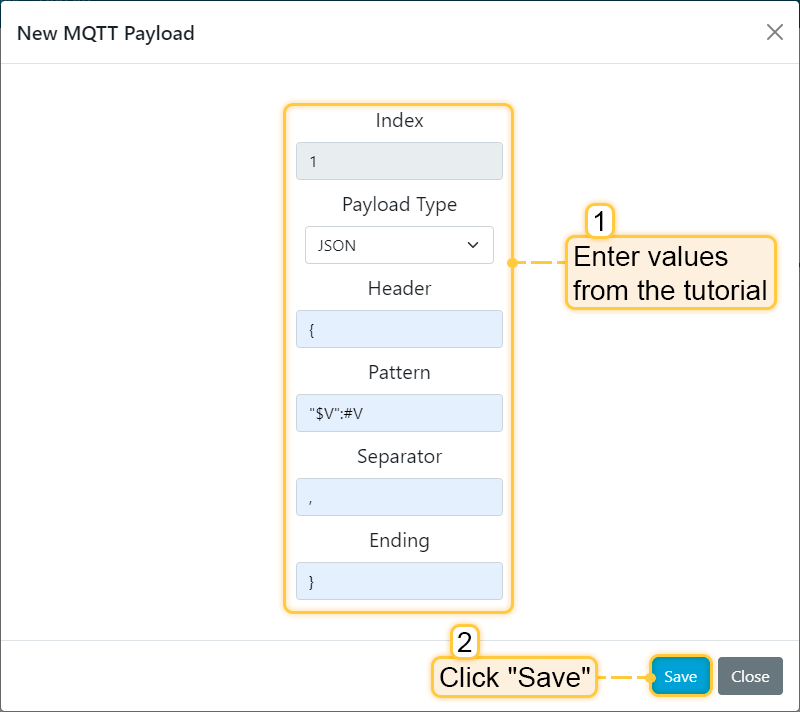 New MQTT Payload
Index
1
Payload Type
JSON
Header
{
Pattern
"$V":#V
Separator
,
Ending
}
1
Enter values
from the tutorial
2
Click "Save"
Save
Close